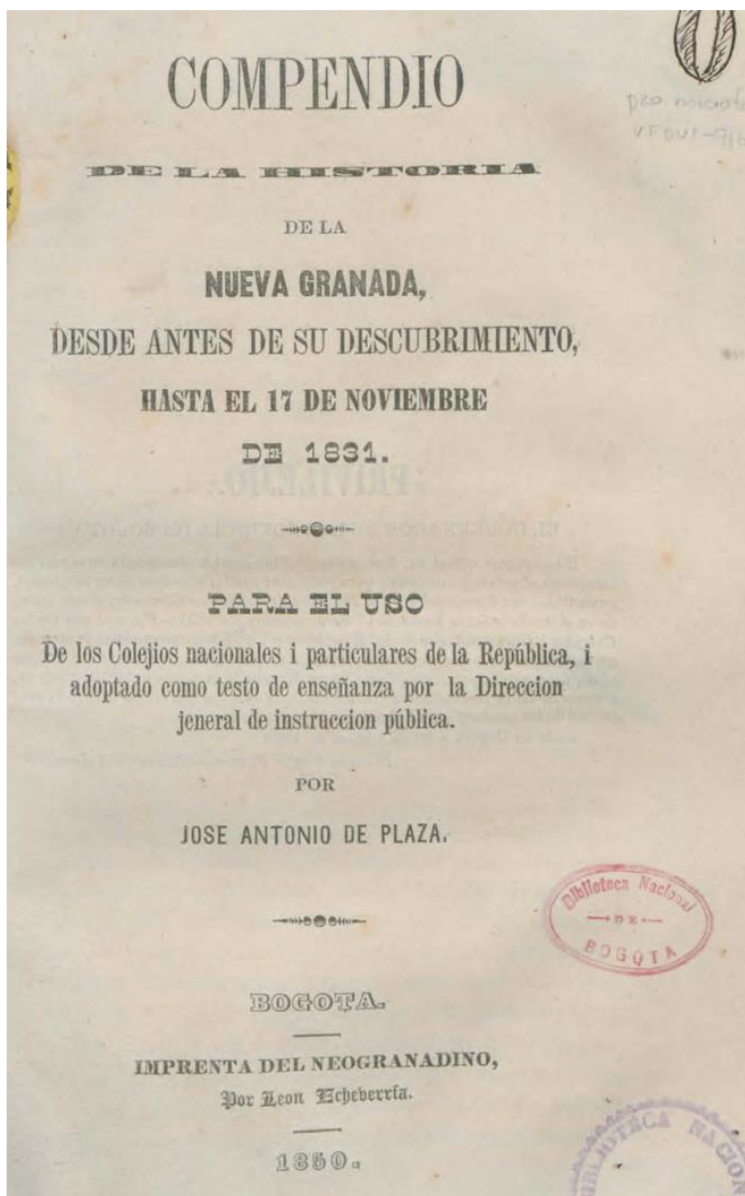 COMPENDIO
DE LA HISTORIA
DE LA
NUEVA GRANADA,
DESDE ANTES DE SU DESCUBRIMIENTO,
HASTA EL 17 DE NOVIEMBRE
DE 1831.
PARA EL USO
De los Colejios nacionales i particulares de la República, i
adoptado como testo de enseñanza por la Direccion
jeneral de instruccion pública.
POR
JOSE ANTONIO DE PLAZA.
Biblioteca Nacional
DE
BOGOTA
BOGOTA.
IMPRENTA DEL NEOGRANADINO,
Por Leon Echeverría.
1850.
BIBLIOTECA NACION